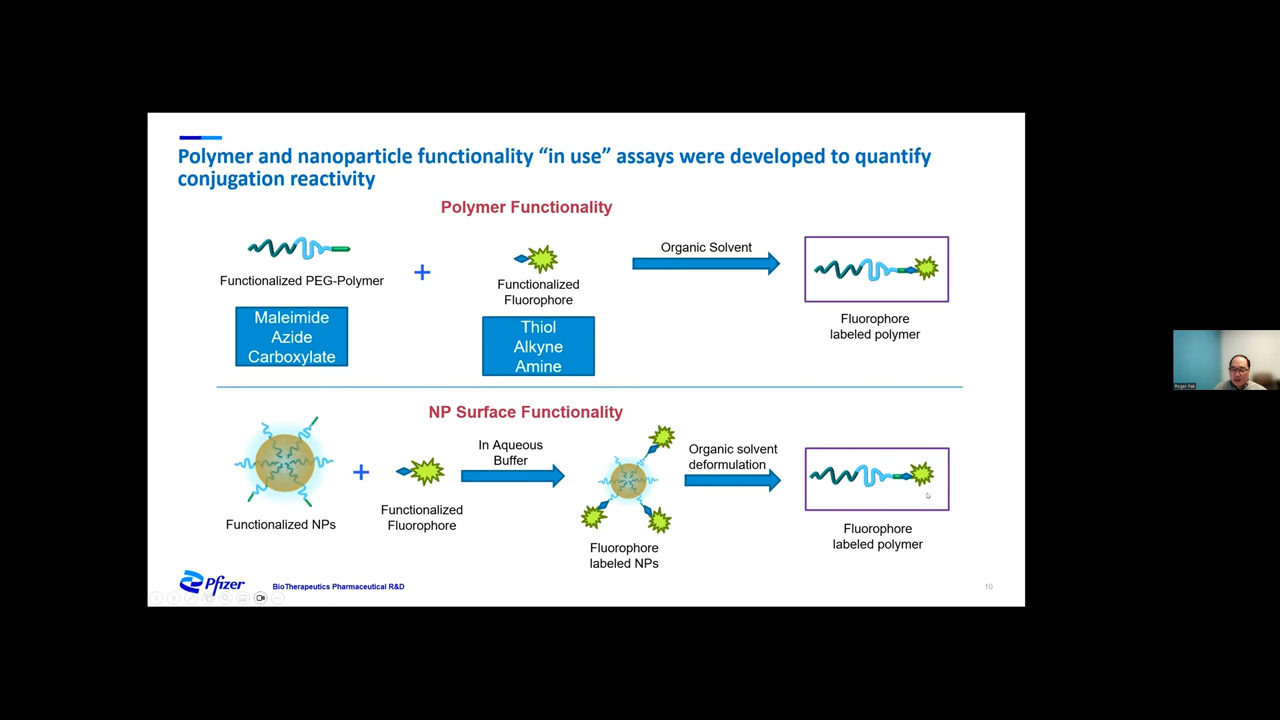 Polymer and nanoparticle functionality “in use” assays were developed to quantify
conjugation reactivity
Polymer Functionality
Functionalized PEG-Polymer
Maleimide
Azide
Carboxylate
+
Functionalized
Fluorophore
Thiol
Alkyne
Amine
Organic Solvent
Fluorophore
labeled polymer
NP Surface Functionality
Functionalized NPs
+
Functionalized
Fluorophore
In Aqueous
Buffer
Fluorophore
labeled NPs
Organic solvent
deformulation
Fluorophore
labeled polymer
Pfizer
BioTherapeutics Pharmaceutical R&D
10
Roger Pak